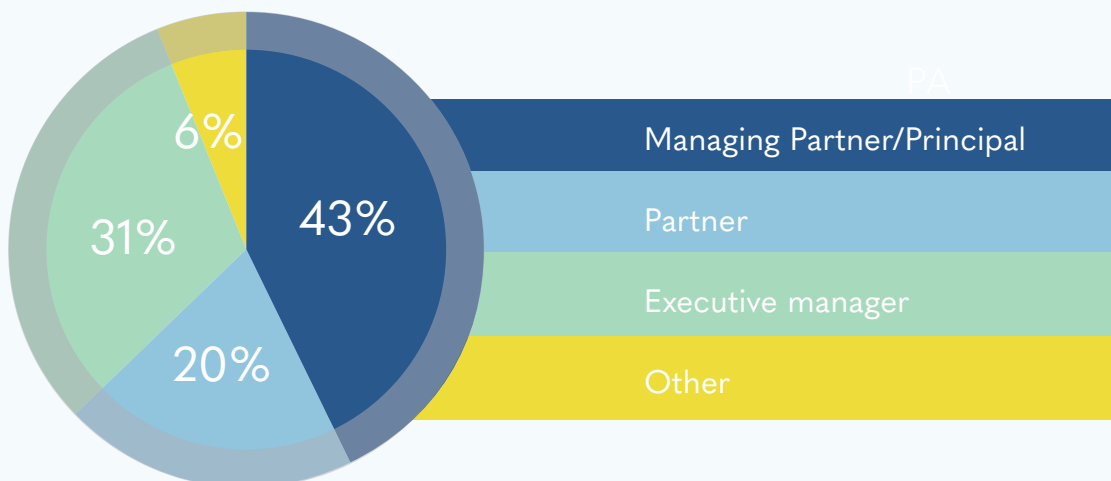 PA
Managing Partner/Principal
6%
43%
Partner
31%
Executive manager
20%
Other